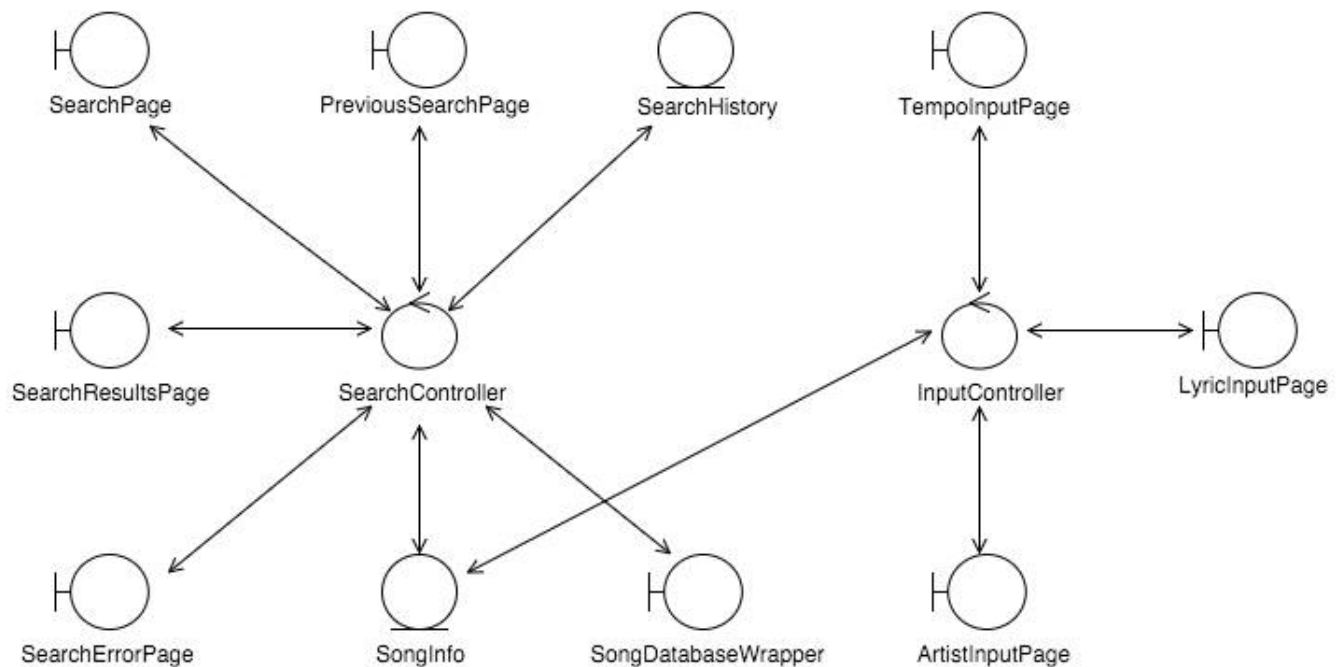 SearchPage
PreviousSearchPage
SearchHistory
TempoInputPage
SearchResultsPage
SearchController
InputController
LyricInputPage
SearchErrorPage
SongInfo
SongDatabaseWrapper
ArtistInputPage